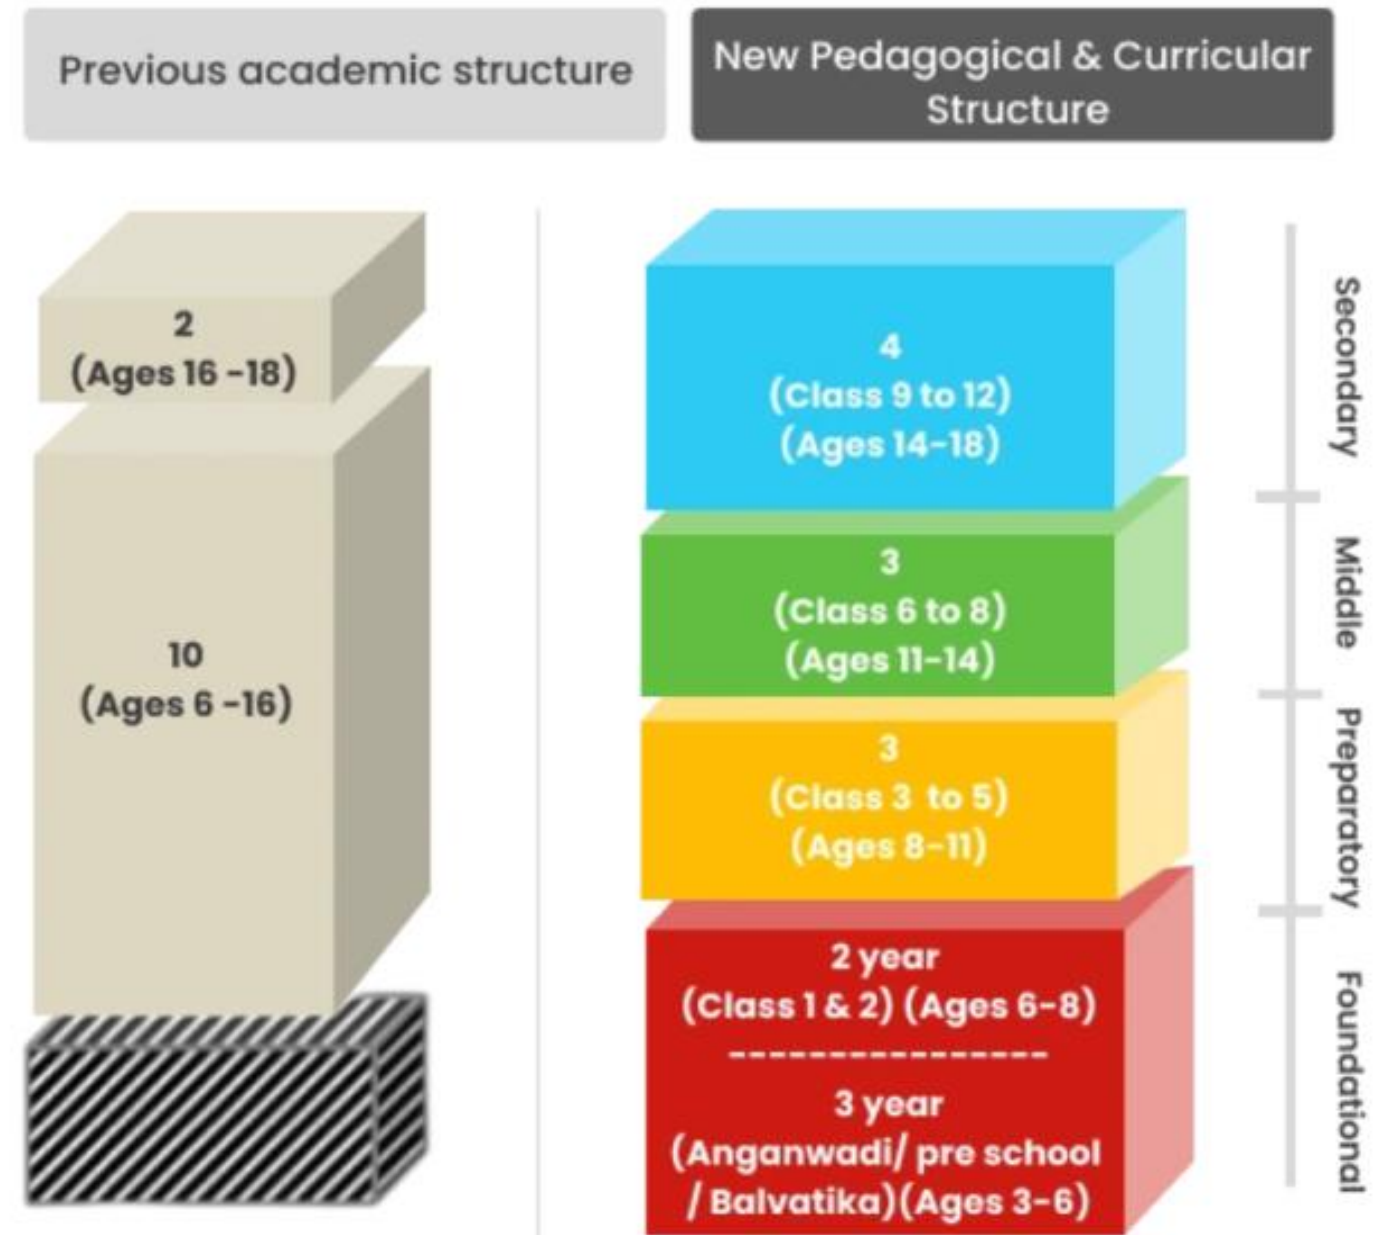 Previous academic structure
New Pedagogical & Curricular
Structure
2
(Ages 16 -18)
10
(Ages 6 -16)
4
(Class 9 to 12)
(Ages 14-18)
3
(Class 6 to 8)
(Ages 11-14)
3
(Class 3 to 5)
(Ages 8-11)
2 year
(Class 1 & 2) (Ages 6-8)
----------------
3 year
(Anganwadi/ pre school
/ Balvatika)(Ages 3-6)
Secondary
Middle
Preparatory
Foundational